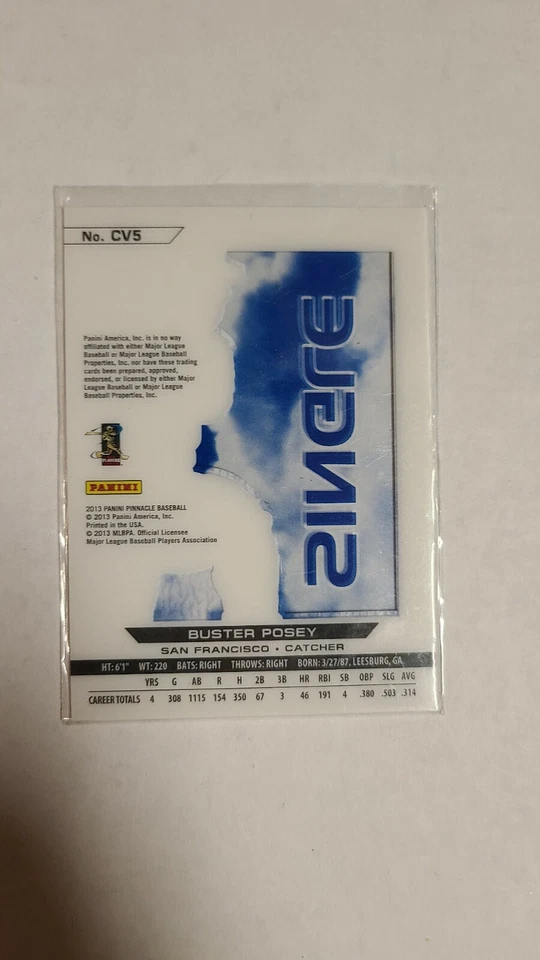 No. CV5
Panini America, Inc. is in no way
affiliated with either Major League
Baseball or Major League Baseball
Properties, Inc. nor have these trading
cards been prepared, approved,
endorsed, or licensed by either Major
League Baseball or Major League
Baseball Properties, Inc.
SINGLE
PLAYERS
PANINI
2013 PANINI PINNACLE BASEBALL
© 2013 Panini America, Inc.
Printed in the USA.
© 2013 MLBPA. Official Licensee
Major League Baseball Players Association
BUSTER POSEY
SAN FRANCISCO • CATCHER
HT: 6'1" WT: 220 BATS: RIGHT THROWS: RIGHT BORN: 3/27/87, LEESBURG, GA.
YRS G AB R H 2B 3B HR RBI SB OBP SLG AVG
CAREER TOTALS 4 308 1115 154 350 67 3 46 191 4 .380 .503 .314